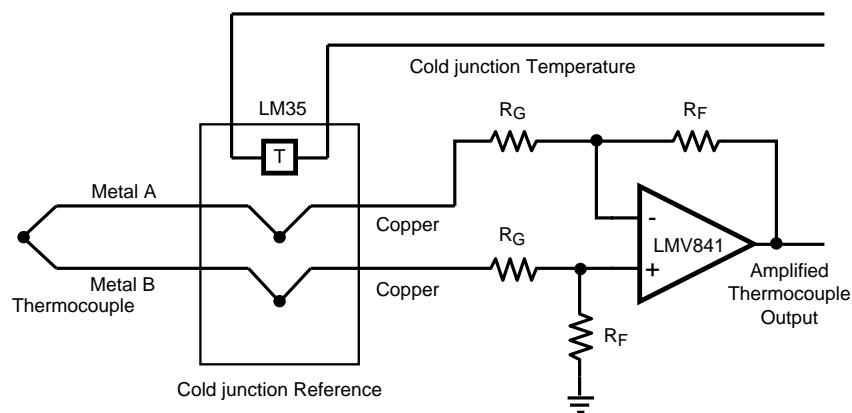 Cold junction Temperature
LM35
T
RG
RF
Metal A
Copper
-
LMV841
RG
+
Metal B
Thermocouple
Copper
Amplified
Thermocouple
Output
RF
Cold junction Reference